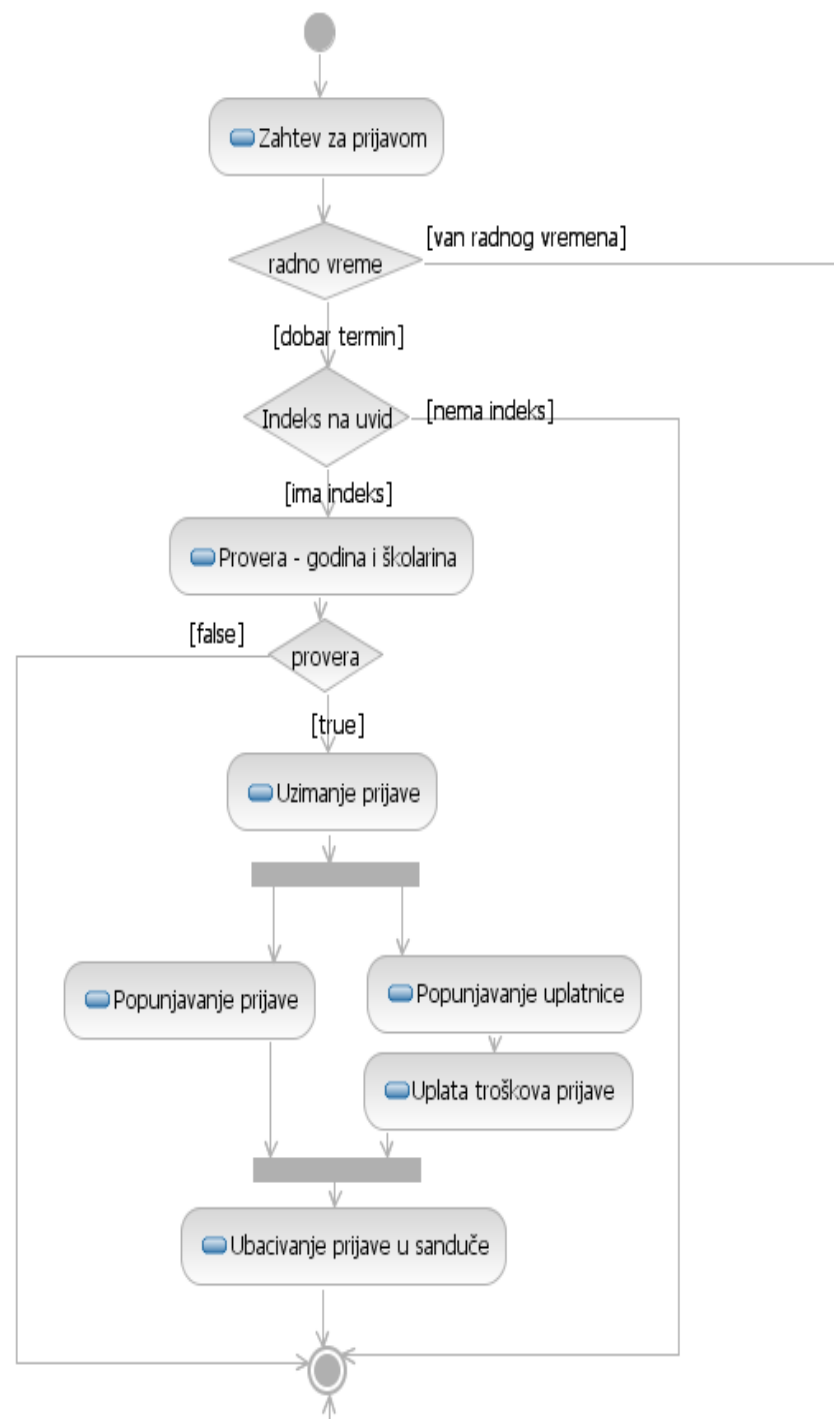 Zahtev za prijavom
[van radnog vremena]
radno vreme
[dobar termin]
[nema indeks]
Indeks na uvid
[ima indeks]
Provera - godina i školarina
[false]
provera
[true]
Uzimanje prijave
Popunjavanje prijave
Popunjavanje uplatnice
Uplata troškova prijave
Ubacivanje prijave u sanduče